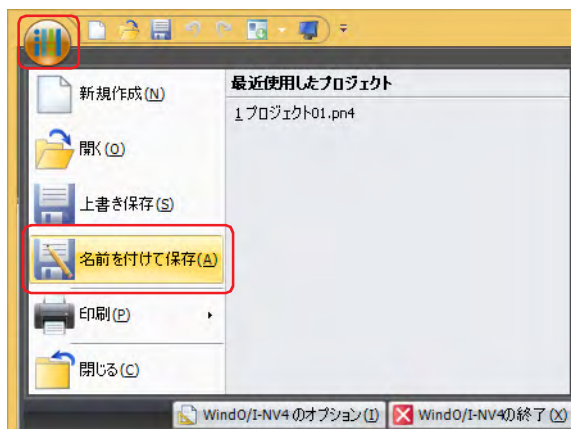 新規作成(N)
開く(O)
上書き保存(S)
名前を付けて保存(A)
印刷(P)
閉じる(C)
最近使用したプロジェクト
1 プロジェクト01.pn4
WindO/I-NV4 のオプション(I)
WindO/I-NV4の終了(X)